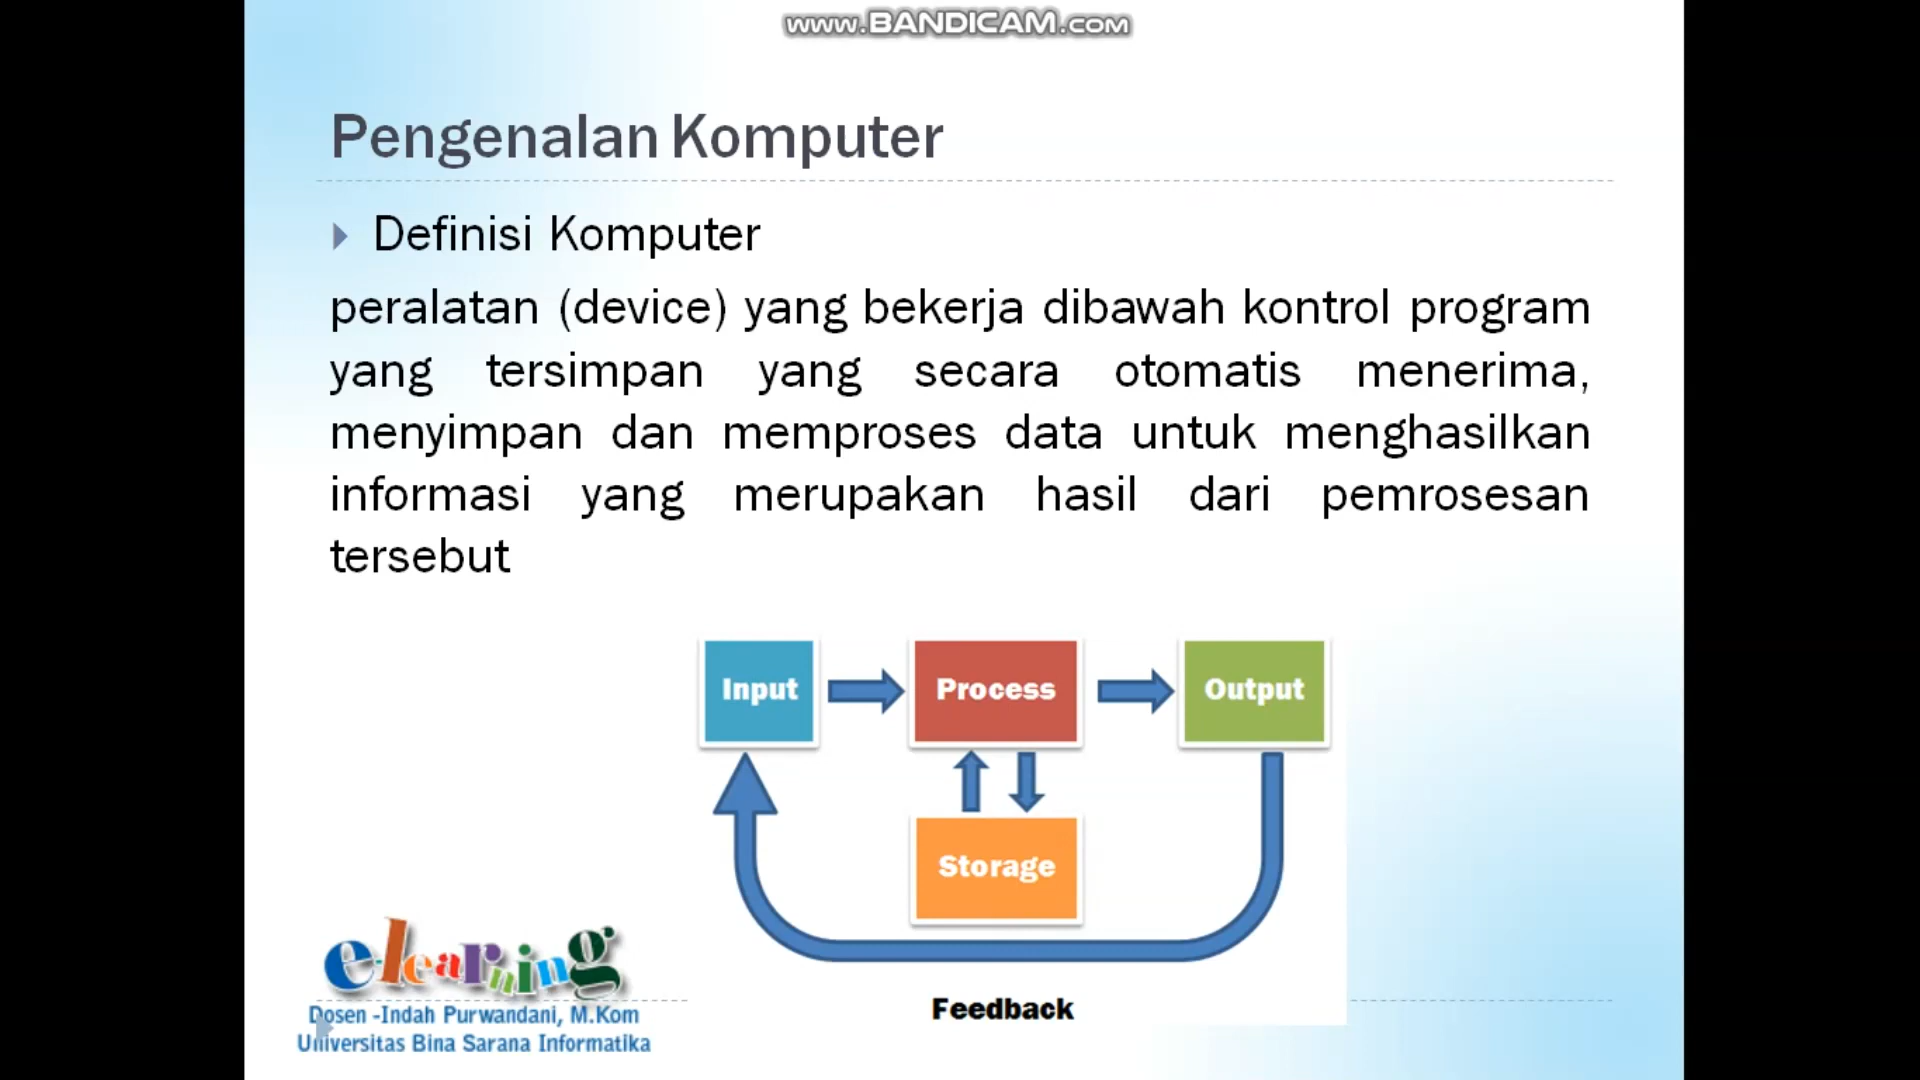 www.BANDICAM.com
Pengenalan Komputer
Definisi Komputer
peralatan (device) yang bekerja dibawah kontrol program
yang tersimpan yang secara otomatis menerima,
menyimpan dan memproses data untuk menghasilkan
informasi yang merupakan hasil dari pemrosesan
tersebut
Input
Process
Output
Storage
Feedback
e-learning
Dosen -Indah Purwandani, M.Kom
Universitas Bina Sarana Informatika